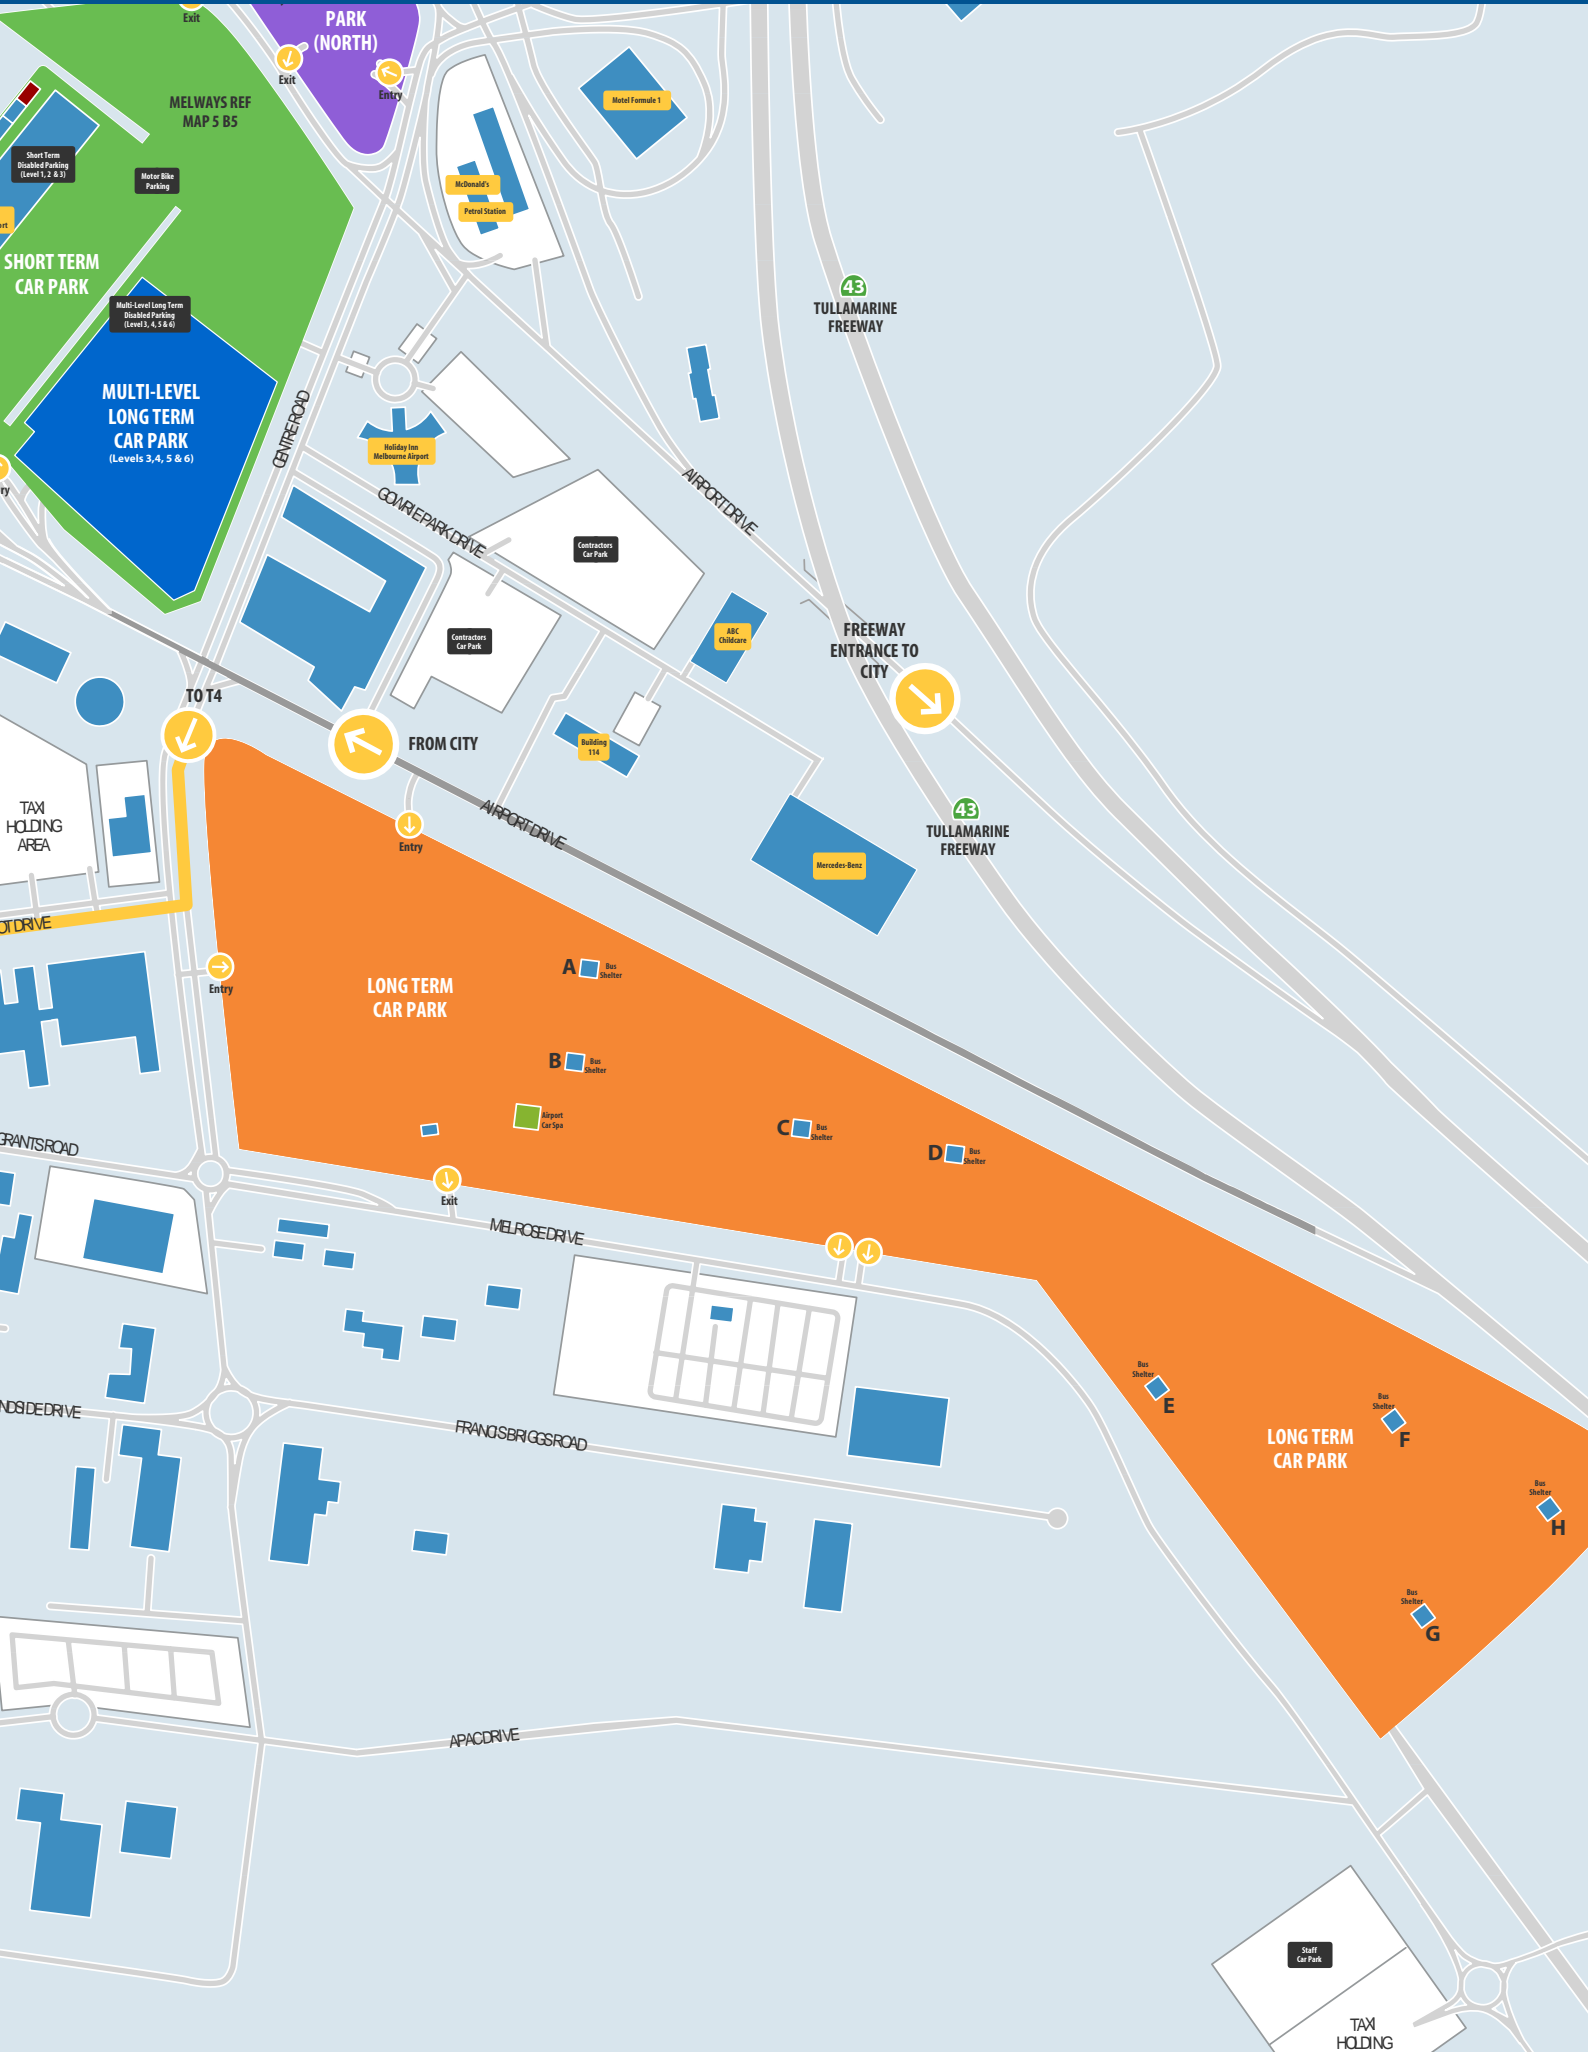 Exit
PARK
(NORTH)
Exit
Entry
MELWAYS REF
MAP 5 B5
Motel Formule 1
Short Term
Disabled Parking
(Level 1, 2 & 3)
Motor Bike
Parking
McDonald's
Petrol Station
ort
SHORT TERM
CAR PARK
Multi-Level Long Term
Disabled Parking
(Level 3, 4, 5 & 6)
43
TULLAMARINE
FREEWAY
MULTI-LEVEL
LONG TERM
CAR PARK
(Levels 3,4, 5 & 6)
CENTRE ROAD
Holiday Inn
Melbourne Airport
ry
GOWRIE PARK DRIVE
AIRPORT DRIVE
Contractors
Car Park
Contractors
Car Park
ABC
Childcare
FREEWAY
ENTRANCE TO
CITY
TO T4
FROM CITY
Building
114
TAXI
HOLDING
AREA
Entry
AIRPORT DRIVE
43
TULLAMARINE
FREEWAY
Mercedes-Benz
OT DRIVE
Entry
LONG TERM
CAR PARK
A
Bus
Shelter
B
Bus
Shelter
Airport
Car Spa
C
Bus
Shelter
D
Bus
Shelter
GRANTS ROAD
Exit
MELROSE DRIVE
Bus
Shelter
E
Bus
Shelter
F
LONG TERM
CAR PARK
NDSIDE DRIVE
FRANCIS BRIGGS ROAD
Bus
Shelter
H
Bus
Shelter
G
APAC DRIVE
Staff
Car Park
TAXI
HOLDING